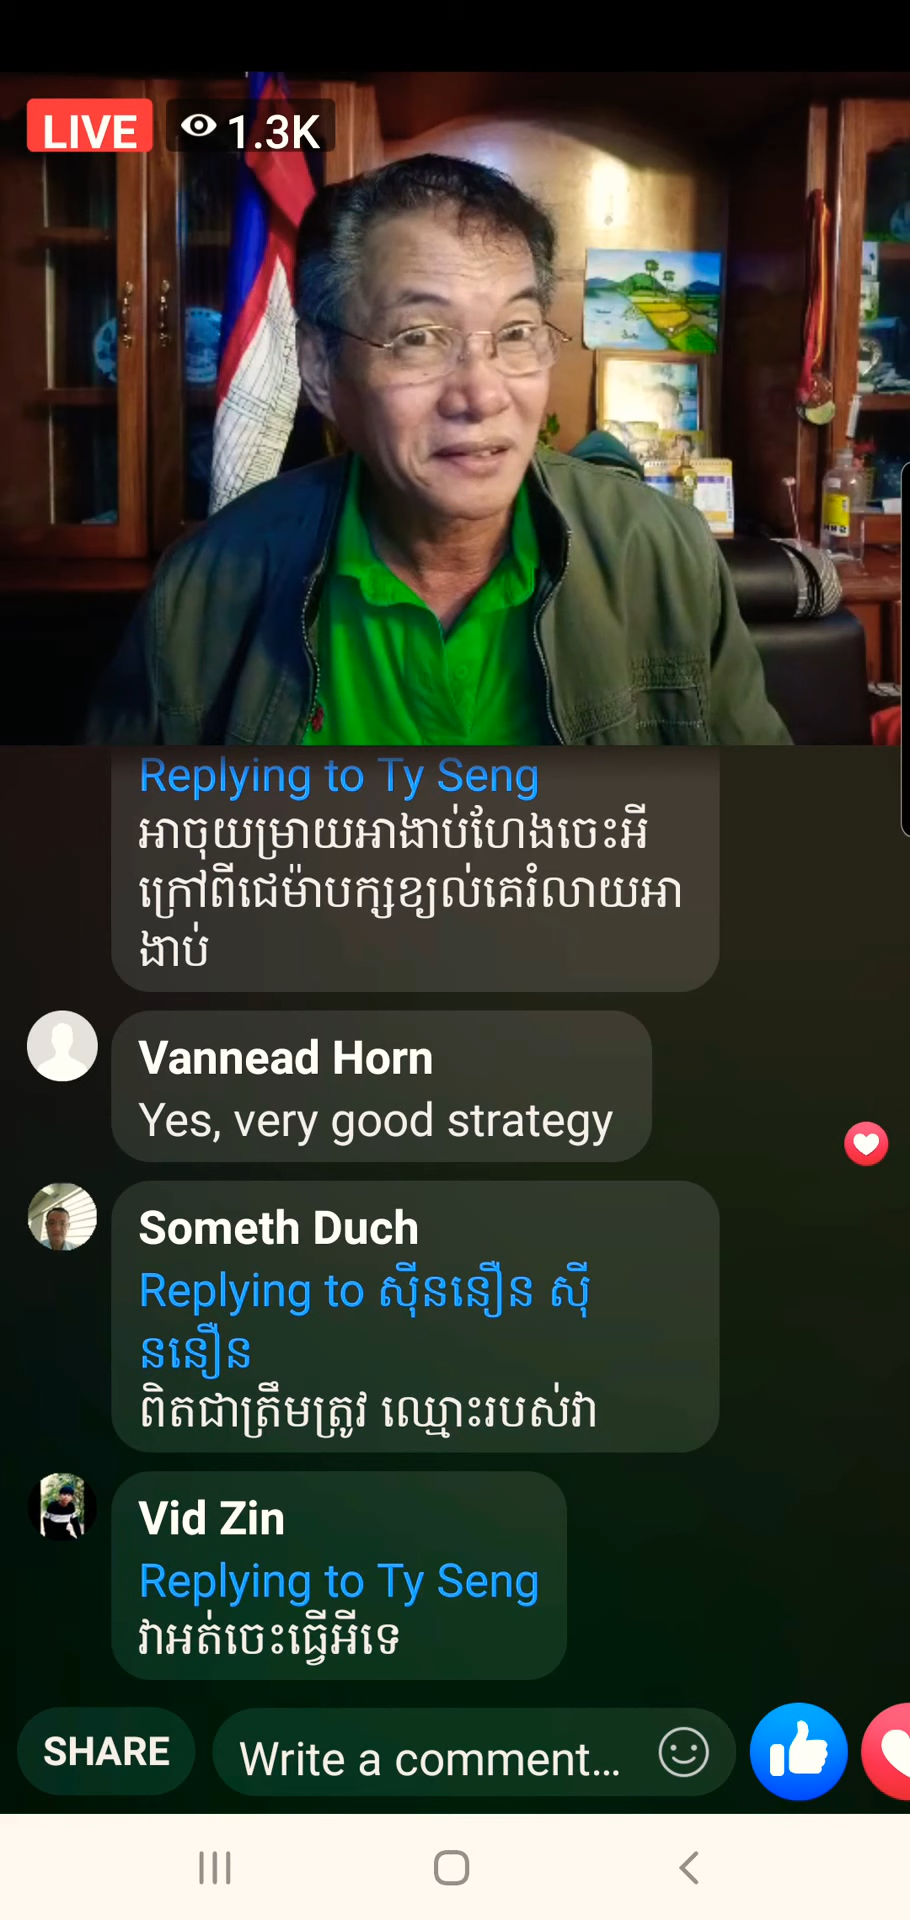 LIVE 1.3K
Replying to Ty Seng
អាចុយម្រាយអាងាប់ហែងចេះអី
ក្រៅពីជេម៉ាបក្សខ្យល់គេរំលាយអា
ងាប់
Vannead Horn
Yes, very good strategy
Someth Duch
Replying to ស៊ីននឿន ស៊ី
ននឿន
ពិតជាត្រឹមត្រូវ ឈ្មោះរបស់វា
Vid Zin
Replying to Ty Seng
វាអត់ចេះធ្វើអីទេ
SHARE Write a comment...